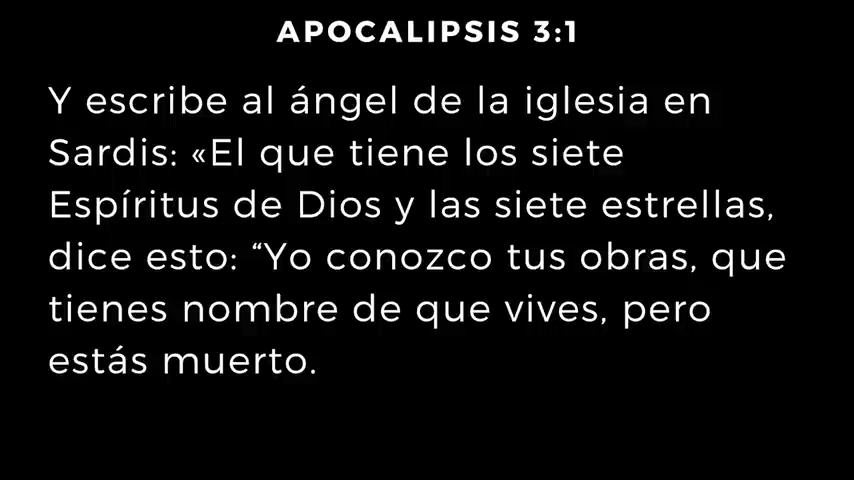 APOCALIPSIS 3:1
Y escribe al ángel de la iglesia en
Sardis: «El que tiene los siete
Espíritus de Dios y las siete estrellas,
dice esto: “Yo conozco tus obras, que
tienes nombre de que vives, pero
estás muerto.